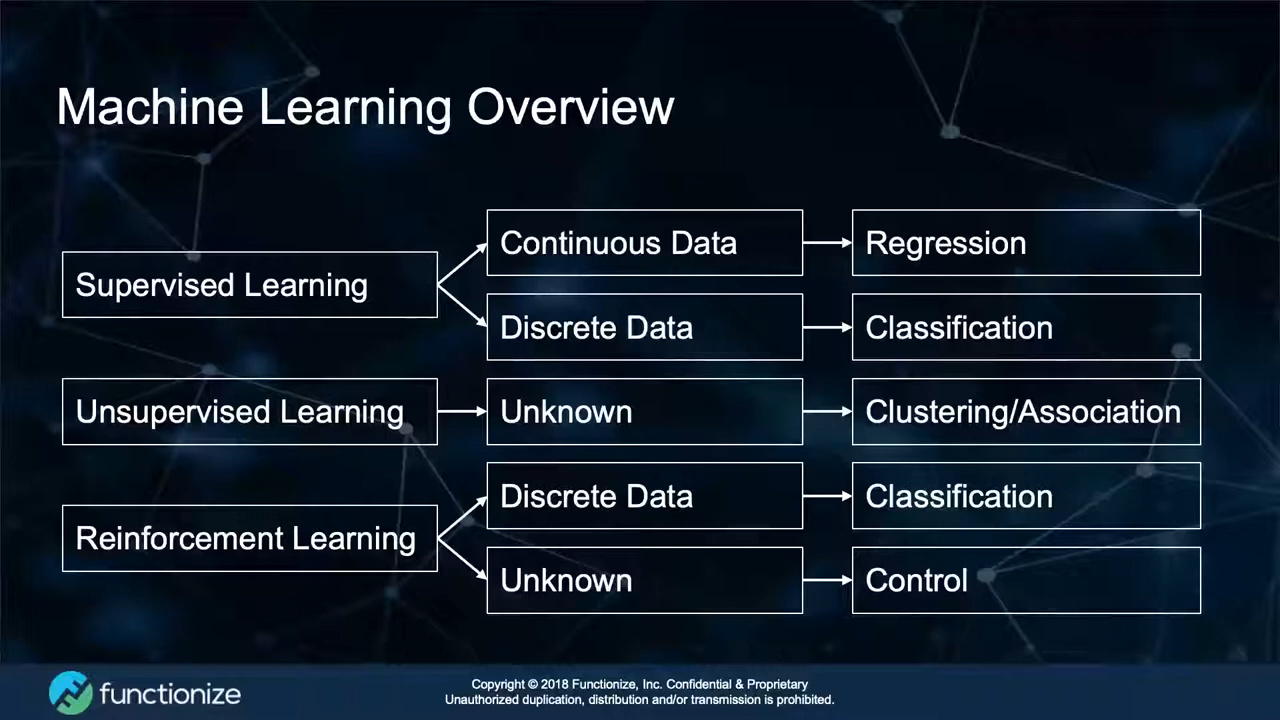 Machine Learning Overview
Supervised Learning
Continuous Data
Regression
Discrete Data
Classification
Unsupervised Learning
Unknown
Clustering/Association
Reinforcement Learning
Discrete Data
Classification
Unknown
Control
functionize
Copyright © 2018 Functionize, Inc. Confidential & Proprietary
Unauthorized duplication, distribution and/or transmission is prohibited.